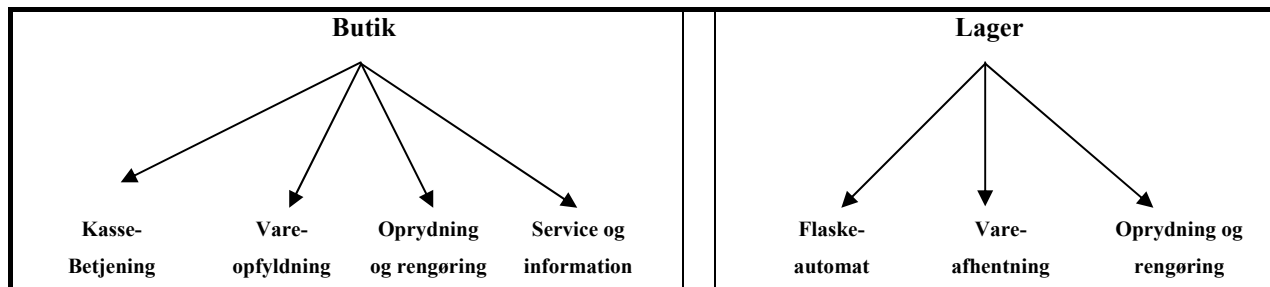 Butik
Kasse-
Betjening
Vare-
opfyldning
Oprydning
og rengøring
Service og
information
Lager
Flaske-
automat
Vare-
afhentning
Oprydning og
rengøring